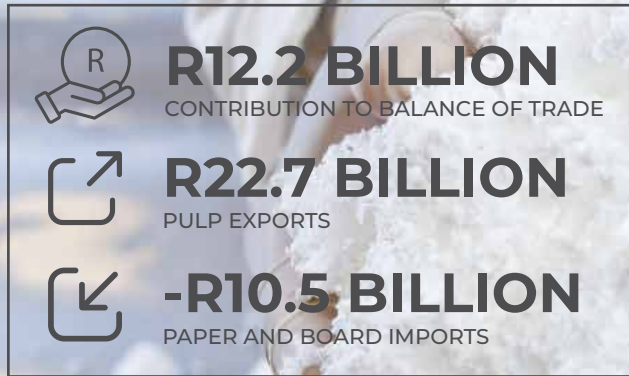 R
R12.2 BILLION
CONTRIBUTION TO BALANCE OF TRADE
R22.7 BILLION
PULP EXPORTS
-R10.5 BILLION
PAPER AND BOARD IMPORTS